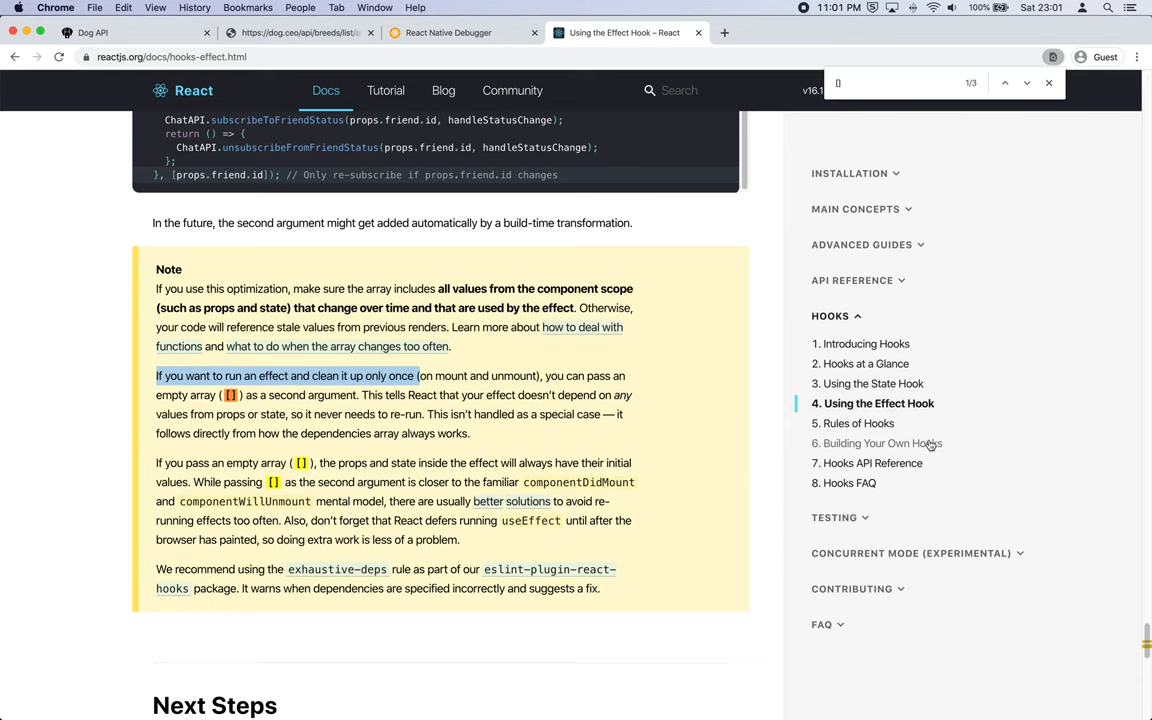 Chrome File Edit View History Bookmarks People Tab Window Help 11:01 PM 100% Sat 23:01
Dog API https://dog.ceo/api/breeds/list/a React Native Debugger Using the Effect Hook – React
reactjs.org/docs/hooks-effect.html Guest
[] 1/3
React Docs Tutorial Blog Community Search v16.1
ChatAPI.subscribeToFriendStatus(props.friend.id, handleStatusChange);
return () => {
ChatAPI.unsubscribeFromFriendStatus(props.friend.id, handleStatusChange);
};
}, [props.friend.id]); // Only re-subscribe if props.friend.id changes
In the future, the second argument might get added automatically by a build-time transformation.
Note
If you use this optimization, make sure the array includes all values from the component scope
(such as props and state) that change over time and that are used by the effect. Otherwise,
your code will reference stale values from previous renders. Learn more about how to deal with
functions and what to do when the array changes too often.
If you want to run an effect and clean it up only once (on mount and unmount), you can pass an
empty array ([]) as a second argument. This tells React that your effect doesn't depend on any
values from props or state, so it never needs to re-run. This isn't handled as a special case — it
follows directly from how the dependencies array always works.
If you pass an empty array ([]), the props and state inside the effect will always have their initial
values. While passing [] as the second argument is closer to the familiar componentDidMount
and componentWillUnmount mental model, there are usually better solutions to avoid re-
running effects too often. Also, don't forget that React defers running useEffect until after the
browser has painted, so doing extra work is less of a problem.
We recommend using the exhaustive-deps rule as part of our eslint-plugin-react-
hooks package. It warns when dependencies are specified incorrectly and suggests a fix.
Next Steps
INSTALLATION
MAIN CONCEPTS
ADVANCED GUIDES
API REFERENCE
HOOKS
1. Introducing Hooks
2. Hooks at a Glance
3. Using the State Hook
4. Using the Effect Hook
5. Rules of Hooks
6. Building Your Own Hooks
7. Hooks API Reference
8. Hooks FAQ
TESTING
CONCURRENT MODE (EXPERIMENTAL)
CONTRIBUTING
FAQ